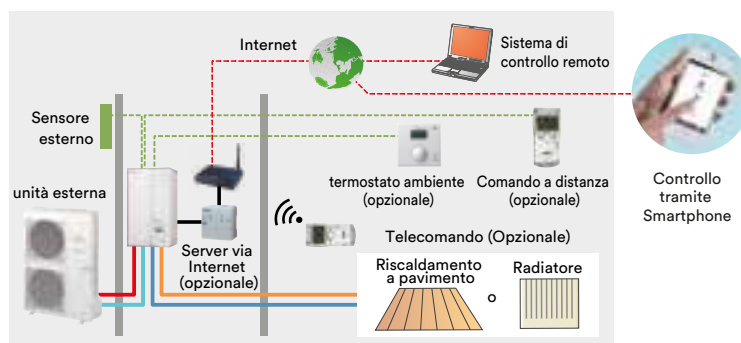 Internet
Sistema di
controllo remoto
Sensore
esterno
unità esterna
termostato ambiente
(opzionale)
Comando a distanza
(opzionale)
Controllo
tramite
Smartphone
Server via
Internet
(opzionale)
Telecomando (Opzionale)
Riscaldamento
a pavimento
o
Radiatore